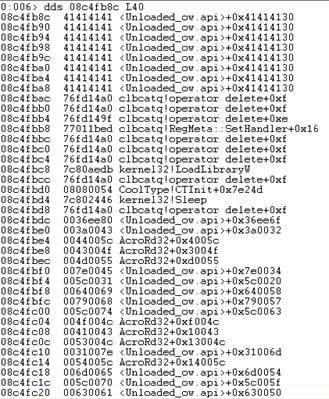 0:006> dds 08c4fb8c L40
08c4fb8c 41414141 <Unloaded_ov.api>+0x41414130
08c4fb90 41414141 <Unloaded_ov.api>+0x41414130
08c4fb94 41414141 <Unloaded_ov.api>+0x41414130
08c4fb98 41414141 <Unloaded_ov.api>+0x41414130
08c4fb9c 41414141 <Unloaded_ov.api>+0x41414130
08c4fba0 41414141 <Unloaded_ov.api>+0x41414130
08c4fba4 41414141 <Unloaded_ov.api>+0x41414130
08c4fba8 41414141 <Unloaded_ov.api>+0x41414130
08c4fbac 76fd14a0 clbcatq!operator delete+0xf
08c4fbb0 76fd14a0 clbcatq!operator delete+0xf
08c4fbb4 76fd149f clbcatq!operator delete+0xe
08c4fbb8 77011bed clbcatq!RegMeta::SetHandler+0x16
08c4fbbc 76fd14a0 clbcatq!operator delete+0xf
08c4fbc0 76fd14a0 clbcatq!operator delete+0xf
08c4fbc4 76fd14a0 clbcatq!operator delete+0xf
08c4fbc8 7c80aedb kernel32!LoadLibraryW
08c4fbcc 76fd14a0 clbcatq!operator delete+0xf
08c4fbd0 08080054 CoolType!CTInit+0x7e24d
08c4fbd4 7c802446 kernel32!Sleep
08c4fbd8 76fd14a0 clbcatq!operator delete+0xf
08c4fbdc 0036ee80 <Unloaded_ov.api>+0x36ee6f
08c4fbe0 003a0043 <Unloaded_ov.api>+0x3a0032
08c4fbe4 0044005c AcroRd32+0x4005c
08c4fbe8 0043004f AcroRd32+0x3004f
08c4fbec 004d0055 AcroRd32+0xd0055
08c4fbf0 007e0045 <Unloaded_ov.api>+0x7e0034
08c4fbf4 005c0031 <Unloaded_ov.api>+0x5c0020
08c4fbf8 00640069 <Unloaded_ov.api>+0x640058
08c4fbfc 00790068 <Unloaded_ov.api>+0x790057
08c4fc00 005c0074 <Unloaded_ov.api>+0x5c0063
08c4fc04 004f004c AcroRd32+0xf004c
08c4fc08 00410043 AcroRd32+0x10043
08c4fc0c 0053004c AcroRd32+0x13004c
08c4fc10 0031007e <Unloaded_ov.api>+0x31006d
08c4fc14 0054005c AcroRd32+0x14005c
08c4fc18 006d0065 <Unloaded_ov.api>+0x6d0054
08c4fc1c 005c0070 <Unloaded_ov.api>+0x5c005f
08c4fc20 00630061 <Unloaded_ov.api>+0x630050